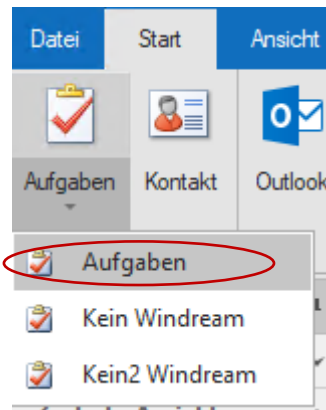 Datei Start Ansicht
Aufgaben Kontakt Outlook
Aufgaben
Kein Windream
Kein2 Windream